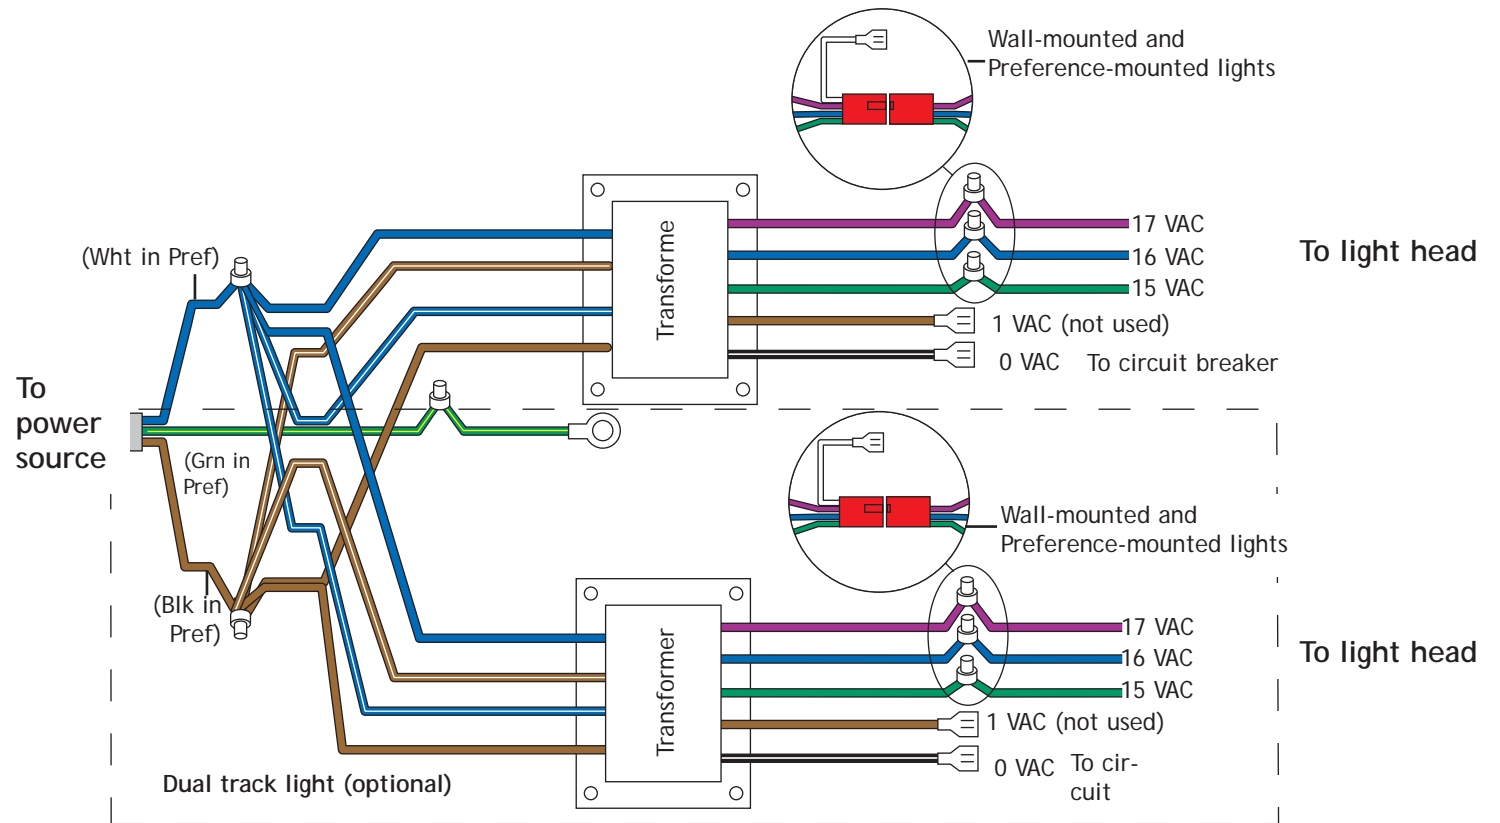 Wall-mounted and
Preference-mounted lights
17 VAC
16 VAC
15 VAC
To light head
1 VAC (not used)
0 VAC To circuit breaker
Transforme
(Wht in Pref)
To
power
source
(Grn in
Pref)
(Blk in
Pref)
Wall-mounted and
Preference-mounted lights
17 VAC
16 VAC
15 VAC
To light head
1 VAC (not used)
0 VAC To cir-
cuit
Transformer
Dual track light (optional)